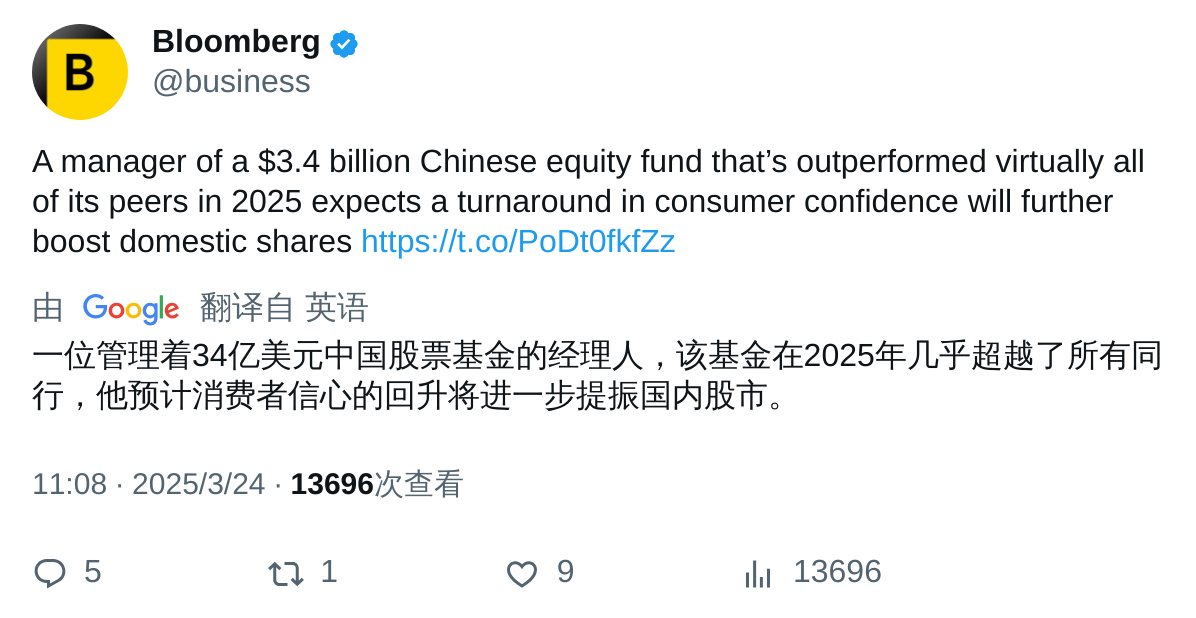 B
Bloomberg
@business
A manager of a $3.4 billion Chinese equity fund that’s outperformed virtually all
of its peers in 2025 expects a turnaround in consumer confidence will further
boost domestic shares https://t.co/PoDt0fkfZz
由 Google 翻译自 英语
一位管理着34亿美元中国股票基金的经理人，该基金在2025年几乎超越了所有同
行，他预计消费者信心的回升将进一步提振国内股市。
11:08 · 2025/3/24 · 13696次查看
5 1 9 13696